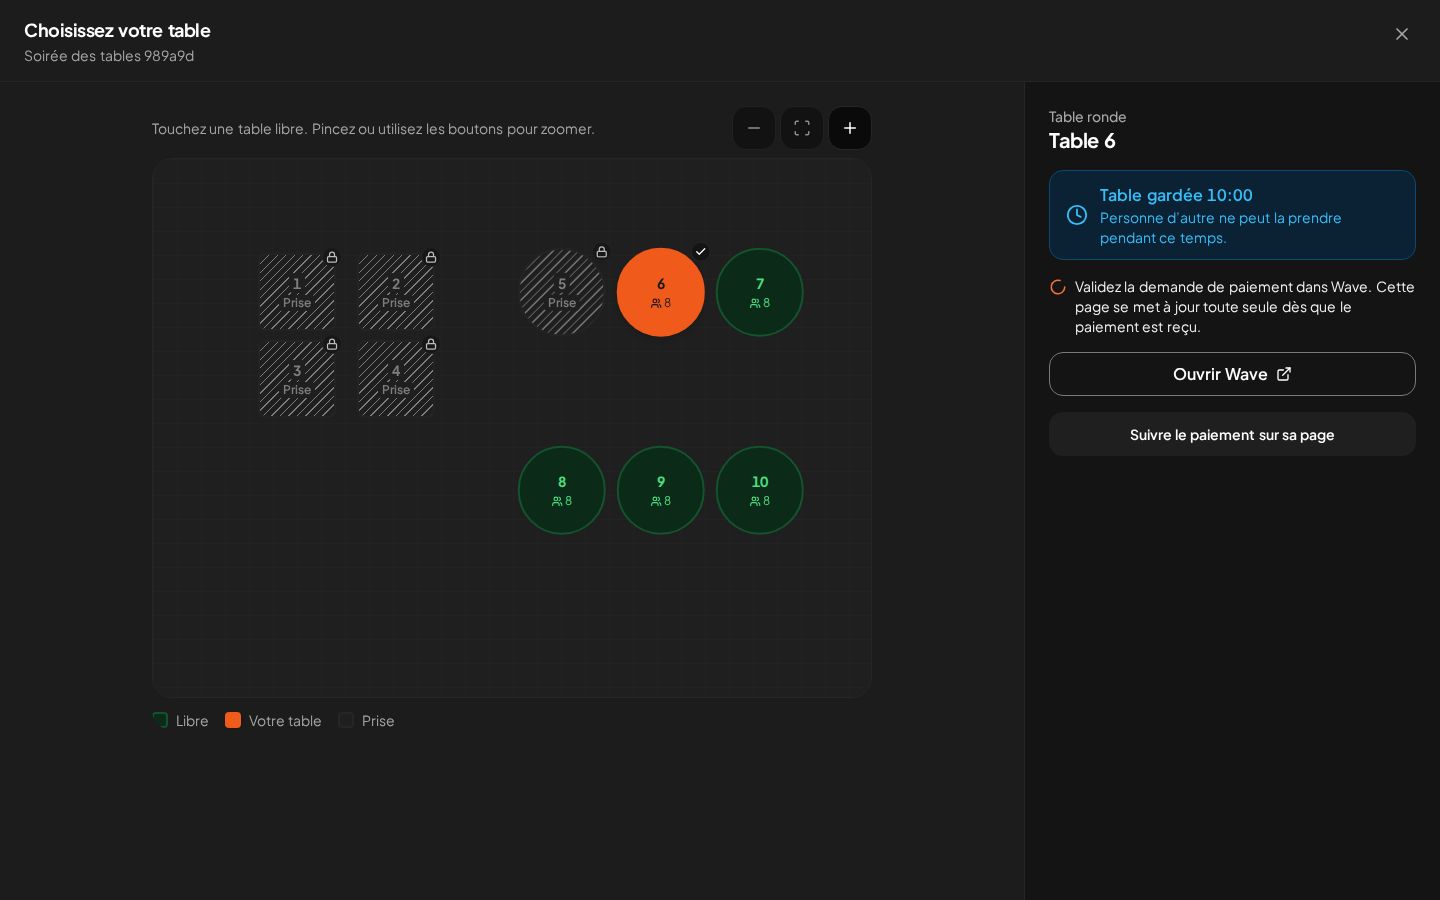 Choisissez votre table
Soirée des tables 989a9d
Touchez une table libre. Pincez ou utilisez les boutons pour zoomer.
1
Prise
2
Prise
3
Prise
4
Prise
5
Prise
6
8
7
8
8
8
9
8
10
8
Libre
Votre table
Prise
Table ronde
Table 6
Table gardée 10:00
Personne d’autre ne peut la prendre
pendant ce temps.
Validez la demande de paiement dans Wave. Cette
page se met à jour toute seule dès que le
paiement est reçu.
Ouvrir Wave
Suivre le paiement sur sa page